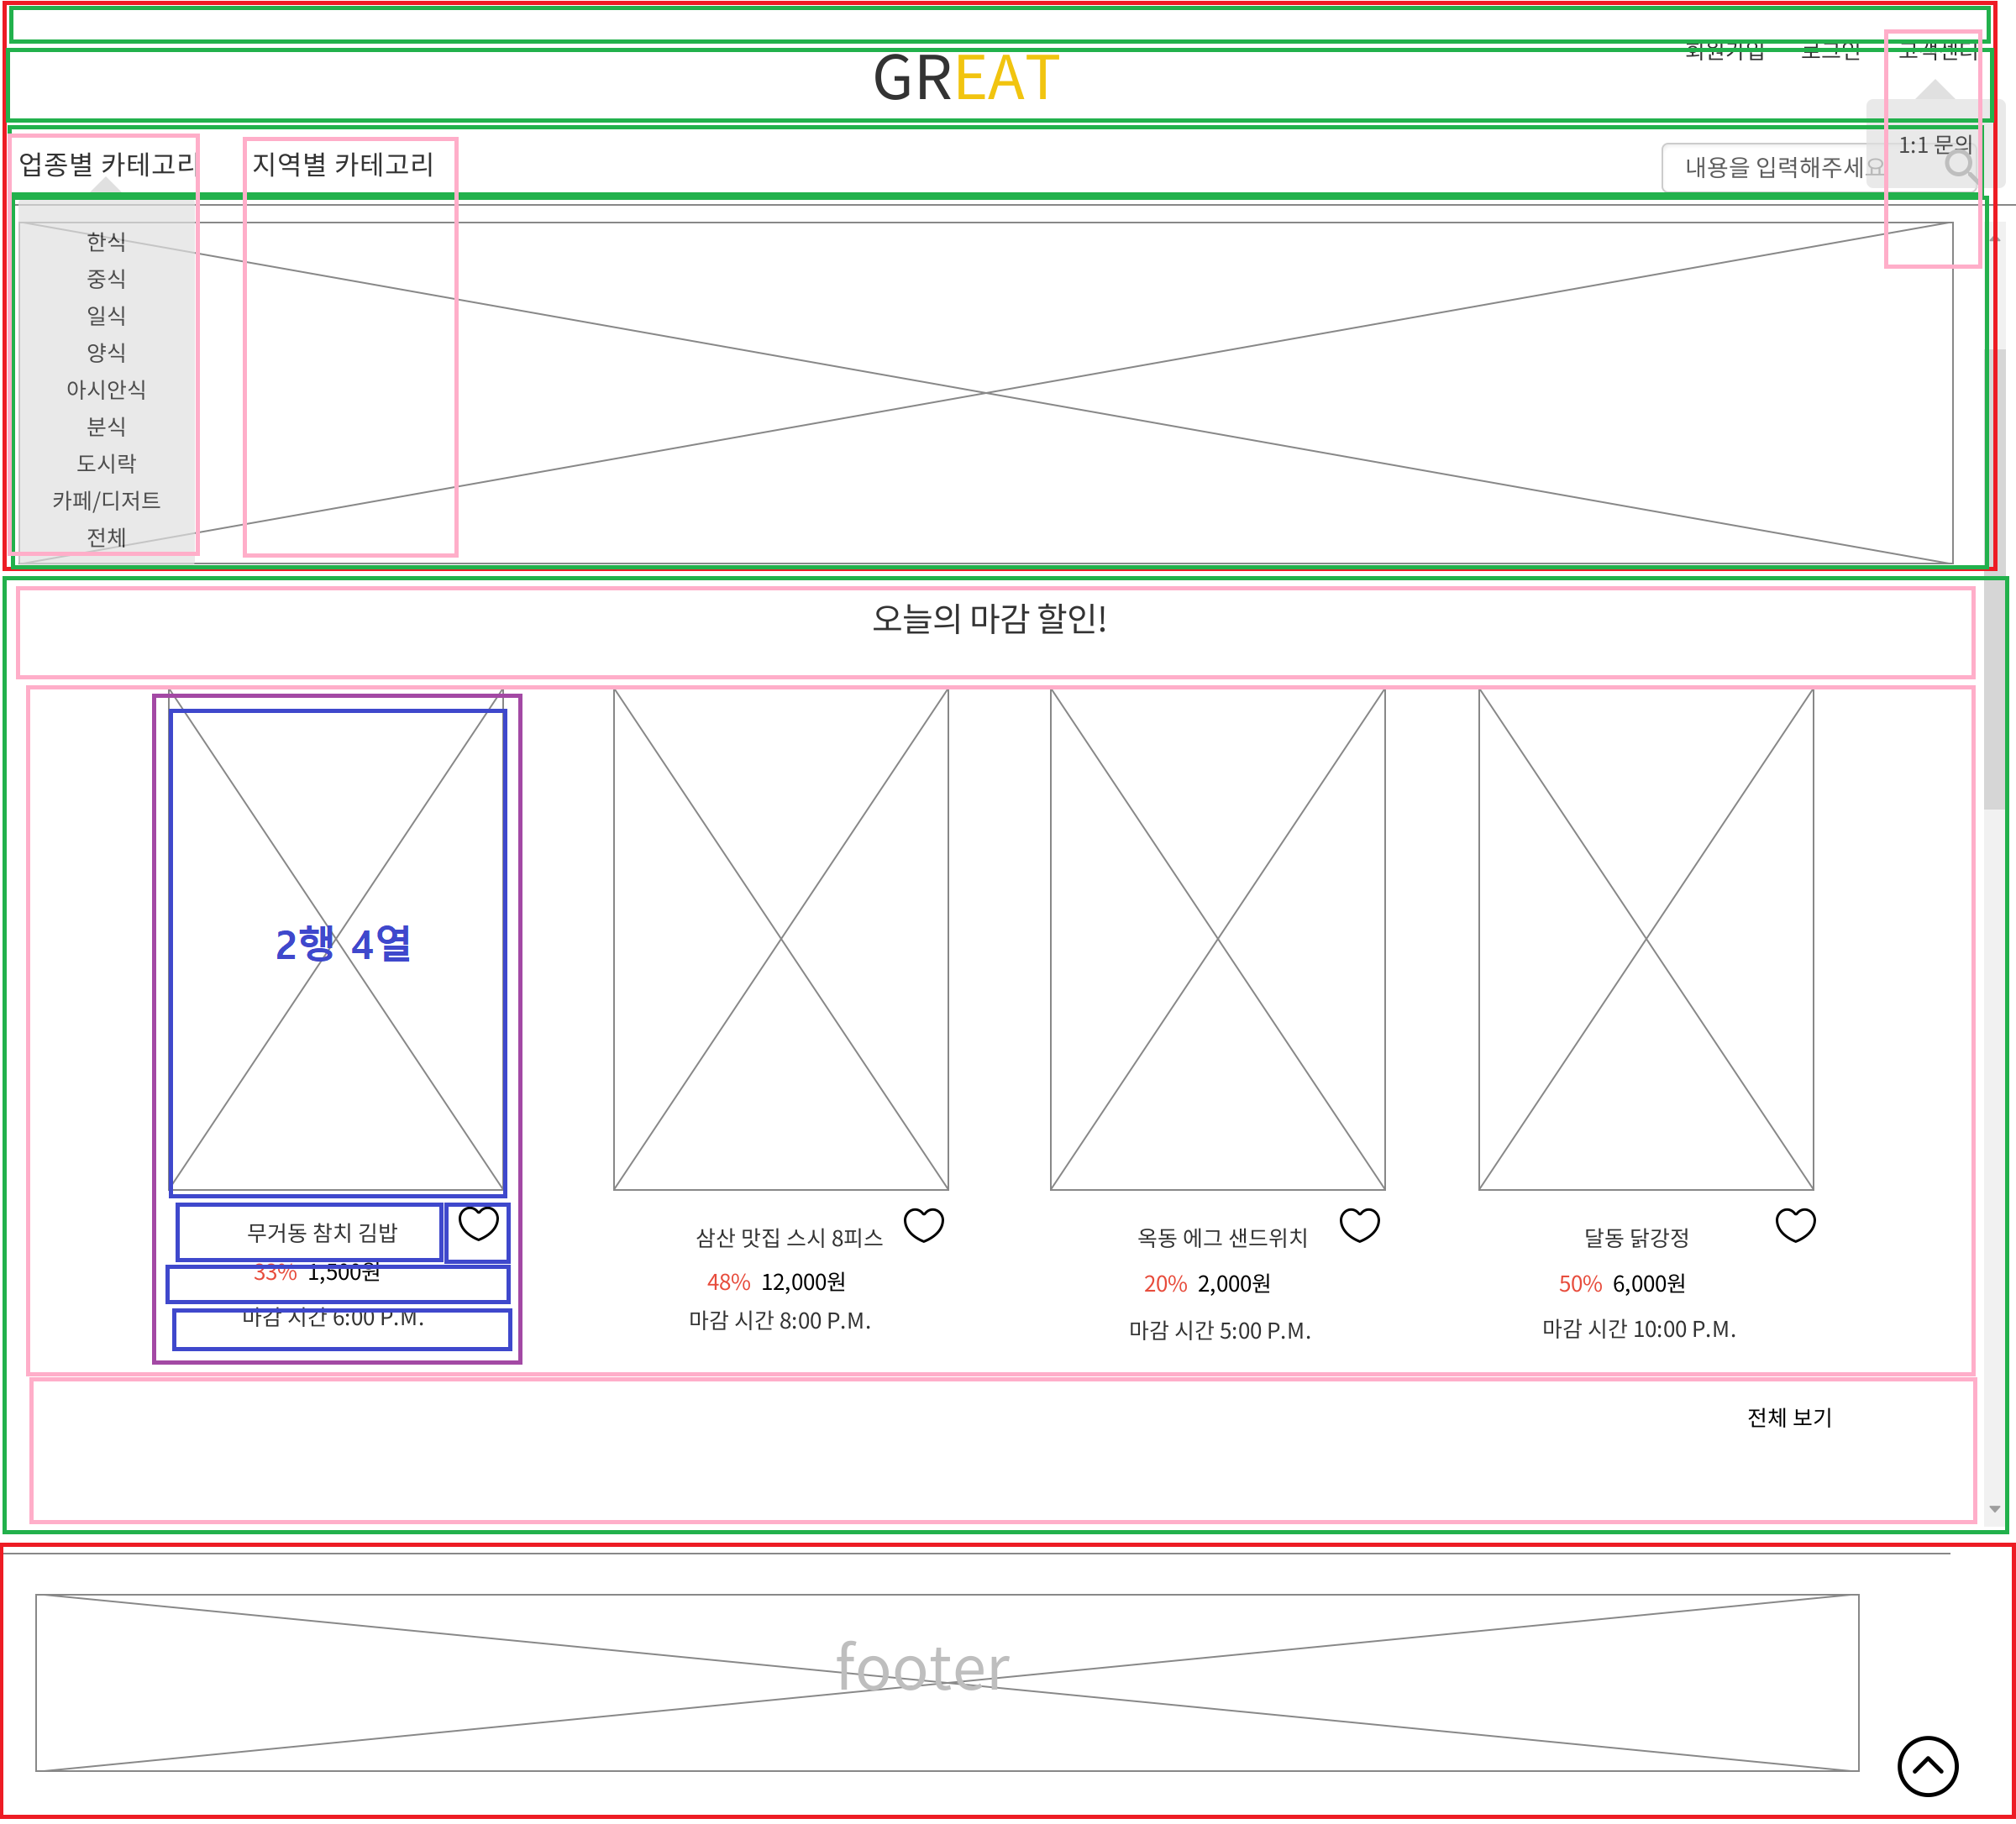 회원가입 로그인 고객센터
GREAT
1:1 문의
업종별 카테고리 지역별 카테고리 내용을 입력해주세요
한식
중식
일식
양식
아시안식
분식
도시락
카페/디저트
전체
오늘의 마감 할인!
2행 4열
무거동 참치 김밥
33% 1,500원
마감 시간 6:00 P.M.
삼산 맛집 스시 8피스
48% 12,000원
마감 시간 8:00 P.M.
옥동 에그 샌드위치
20% 2,000원
마감 시간 5:00 P.M.
달동 닭강정
50% 6,000원
마감 시간 10:00 P.M.
전체 보기
footer